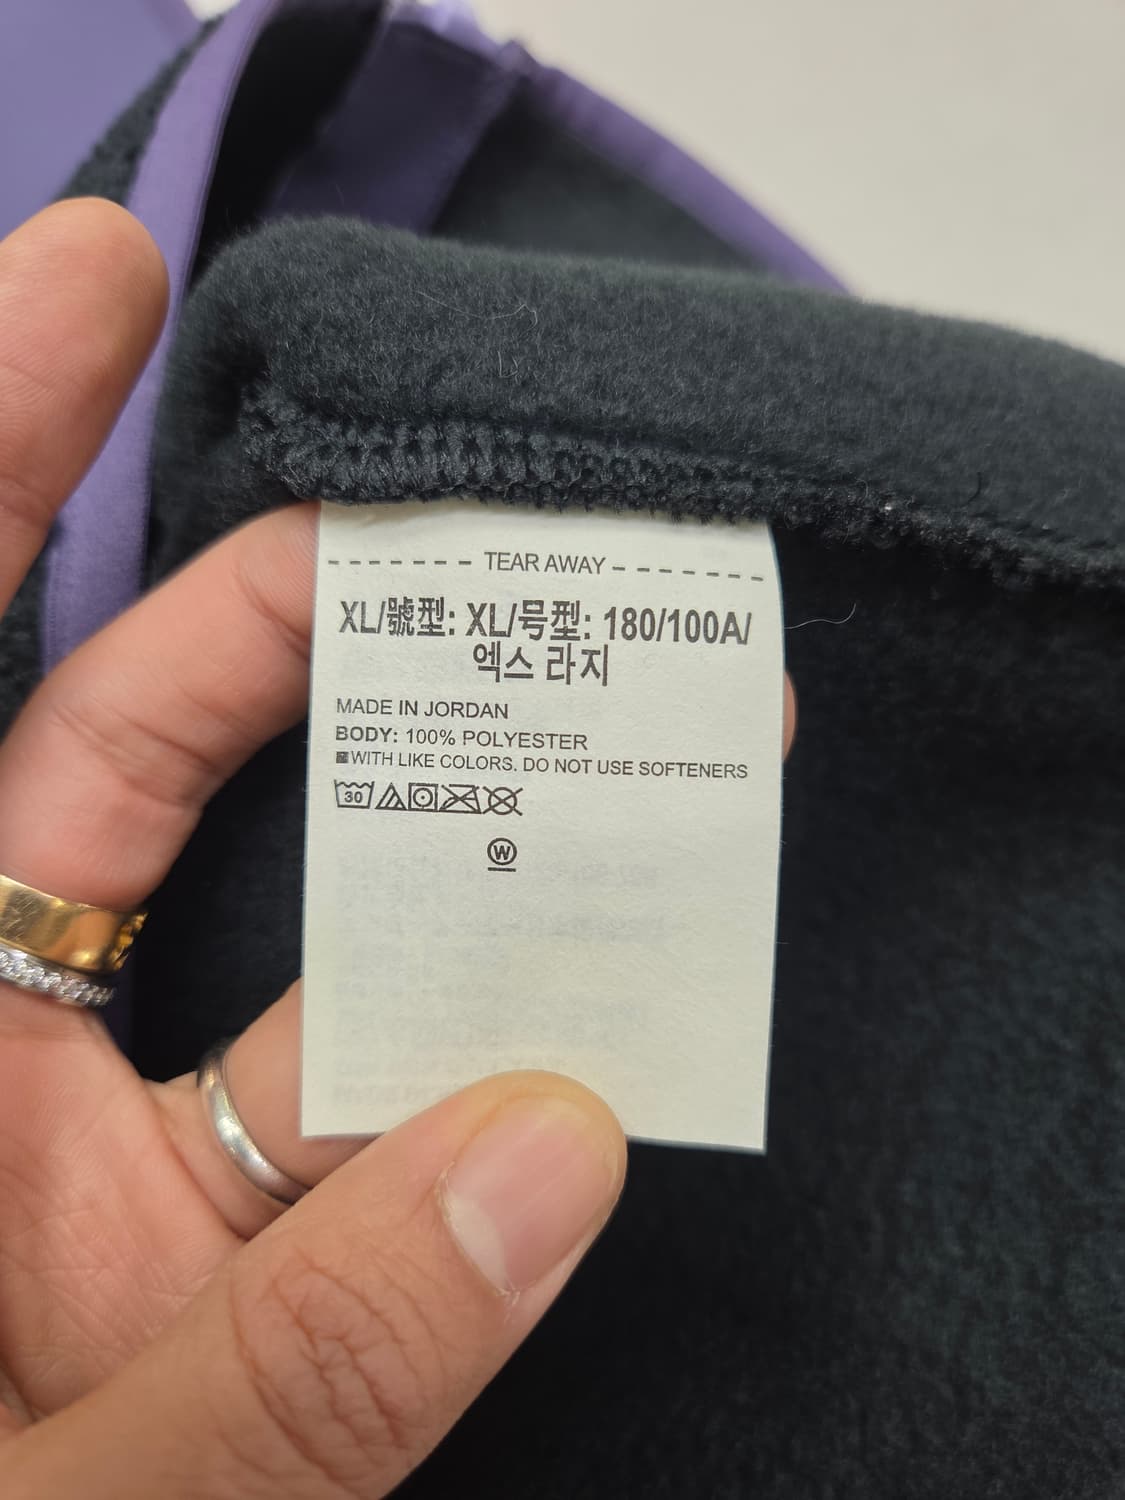 TEAR AWAY
XL/號型: XL/号型: 180/100A/
엑스 라지
MADE IN JORDAN
BODY: 100% POLYESTER
WITH LIKE COLORS. DO NOT USE SOFTENERS
30
W